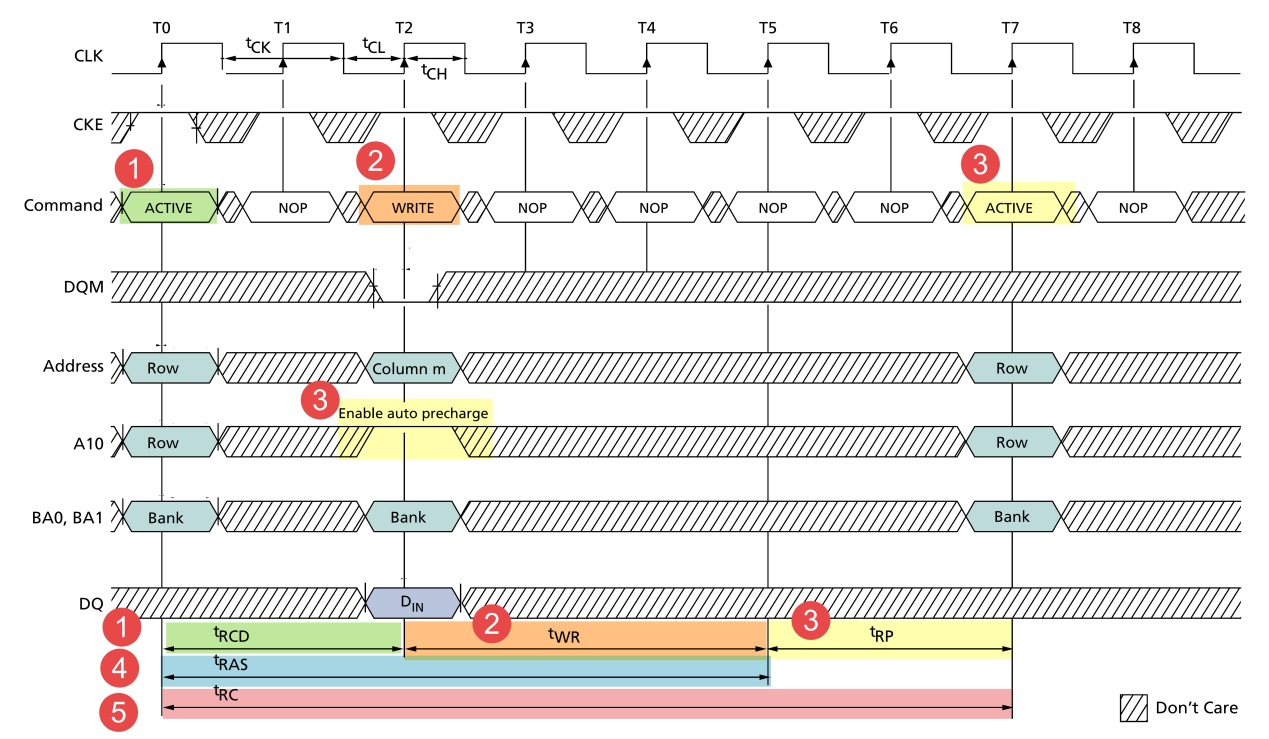 T0 T1 T2 T3 T4 T5 T6 T7 T8
CLK tCK tCL tCH
CKE
1 2 3
Command ACTIVE NOP WRITE NOP NOP NOP NOP ACTIVE NOP
DQM
Address Row Column m Row
3 Enable auto precharge
A10 Row Row
BA0, BA1 Bank Bank Bank
DQ DIN
1 tRCD 2 tWR 3 tRP
4 tRAS
5 tRC
Don't Care